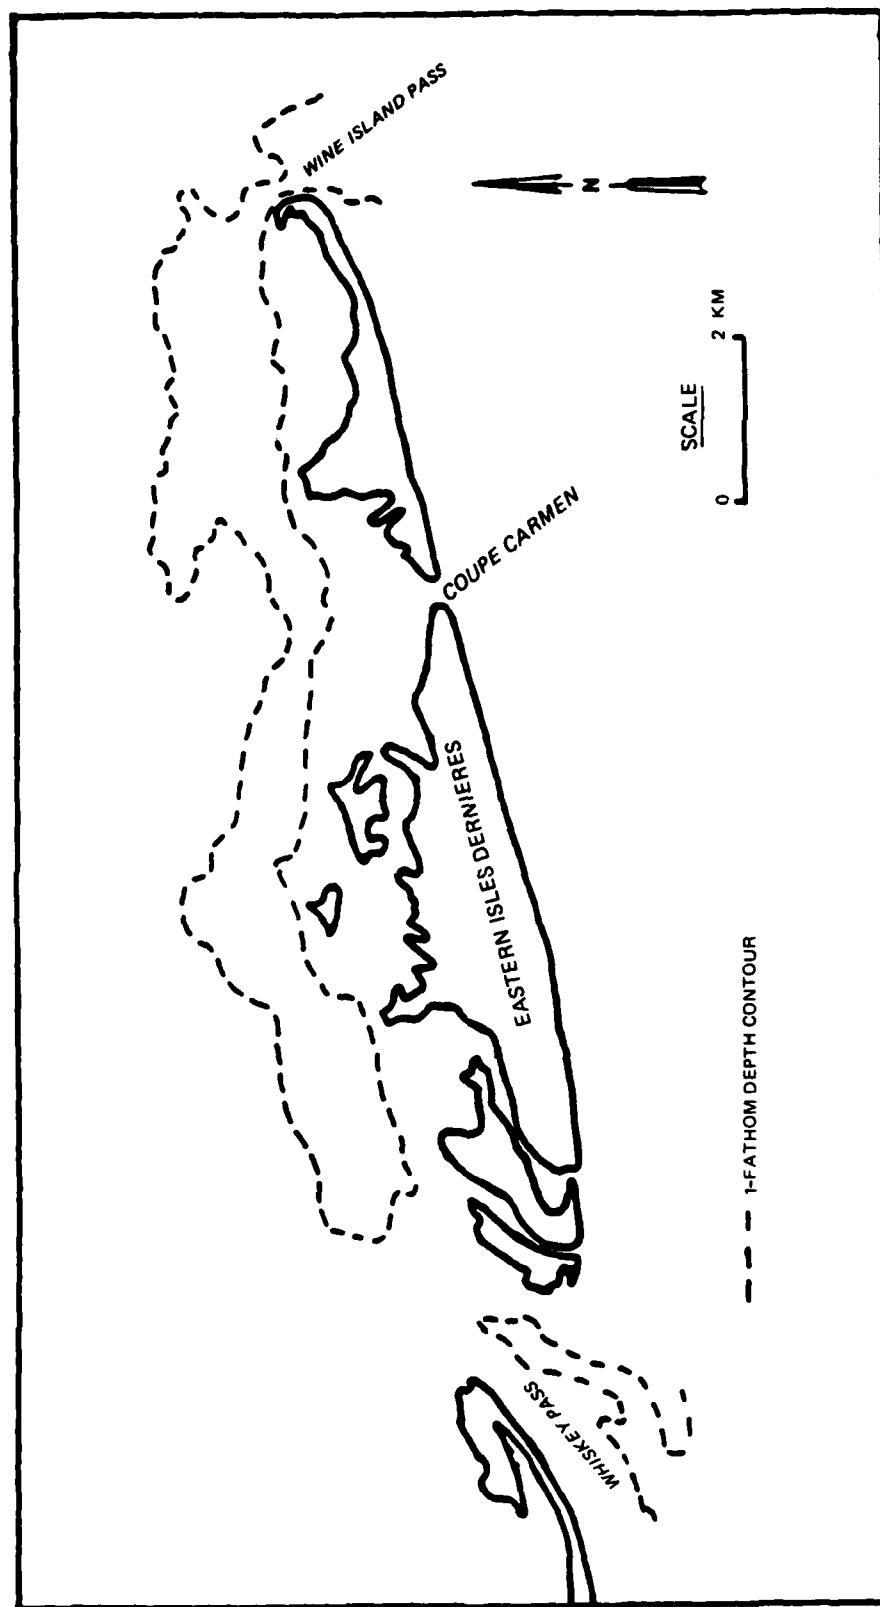 WINE ISLAND PASS
N
SCALE
0 2 KM
COUPE CARMEN
EASTERN ISLES DERNIERES
1-FATHOM DEPTH CONTOUR
WHISKEY PASS